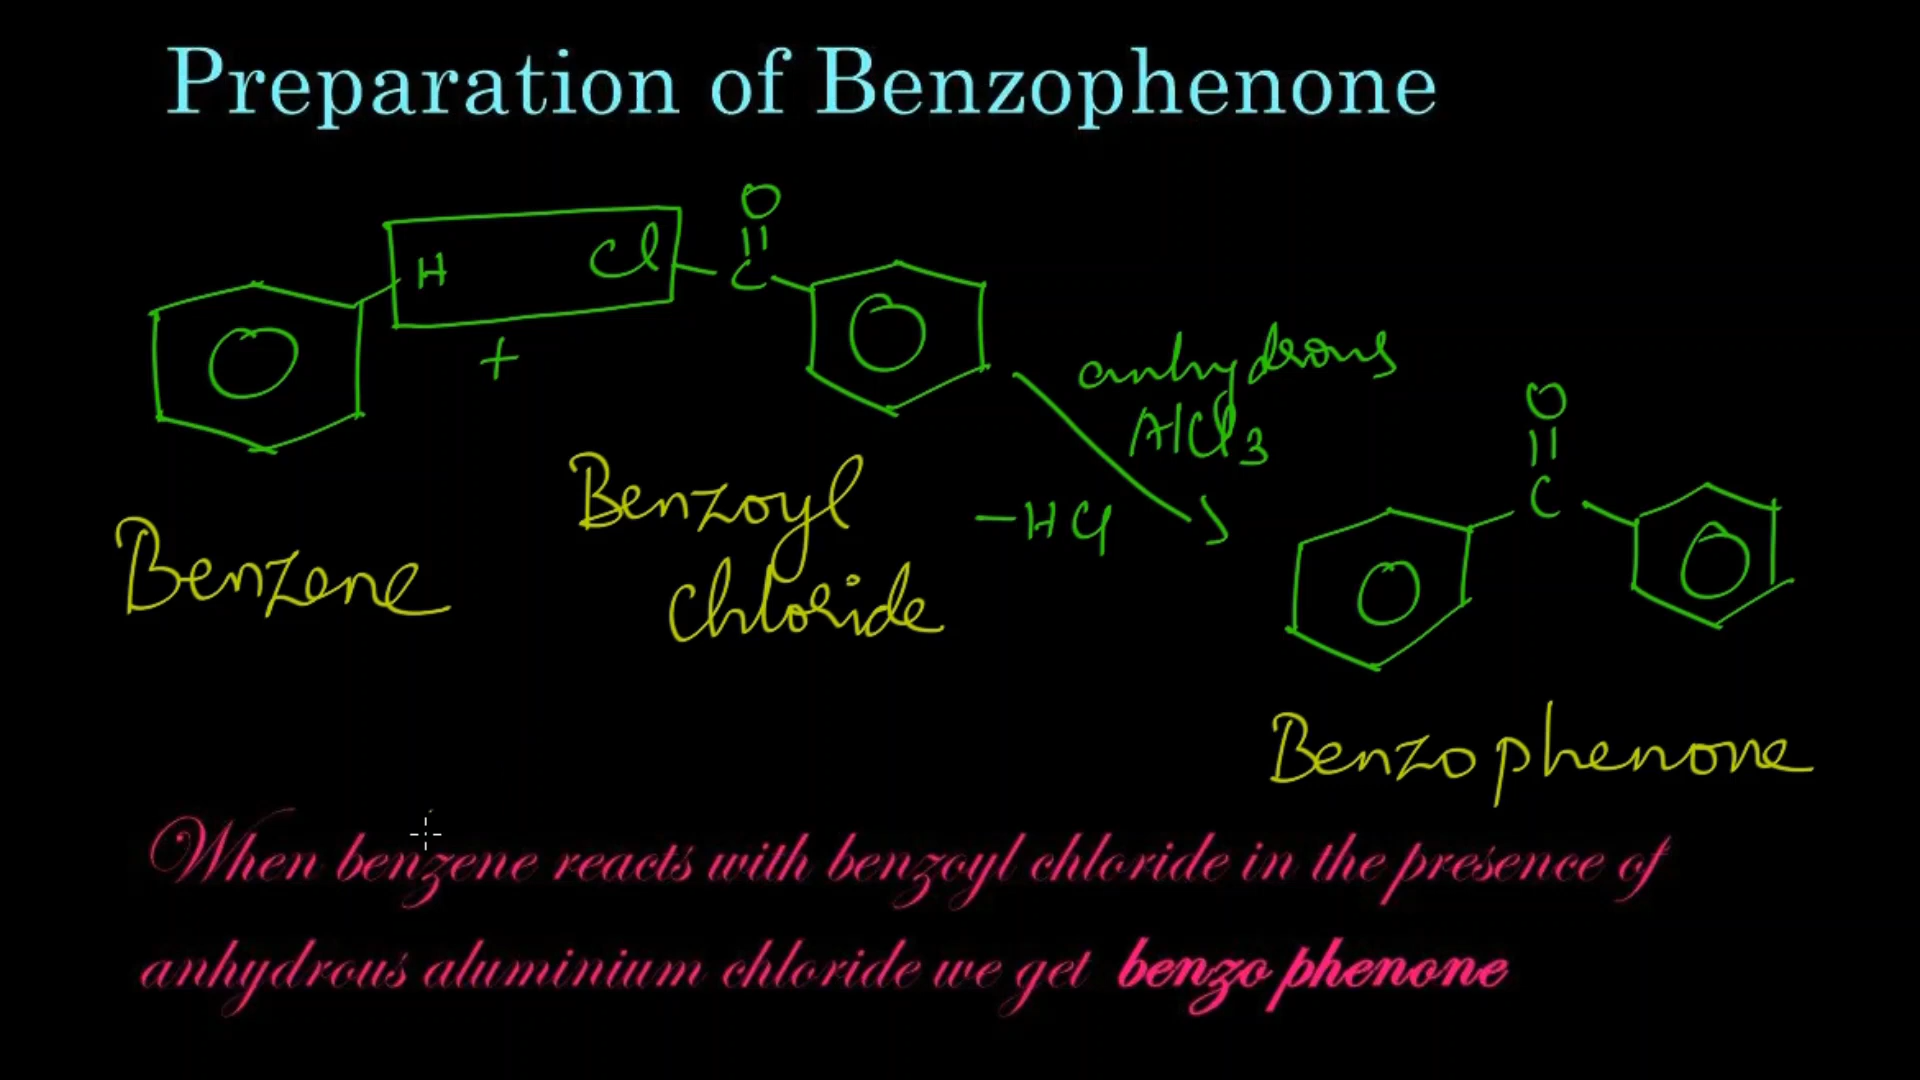 Preparation of Benzophenone
O
H Cl C
+
anhydrous
AlCl3
-HCl
O
C
Benzene
Benzoyl
Chloride
Benzophenone
When benzene reacts with benzoyl chloride in the presence of
anhydrous aluminium chloride we get benzo phenone